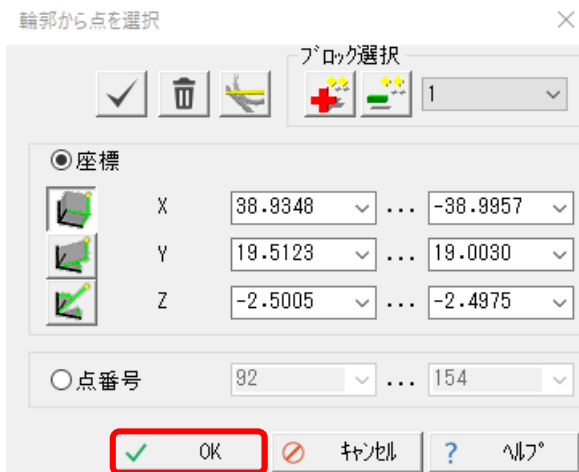 輪郭から点を選択
ブロック選択
1
座標
X 38.9348 ... -38.9957
Y 19.5123 ... 19.0030
Z -2.5005 ... -2.4975
点番号 92 ... 154
OK キャンセル ? ヘルプ